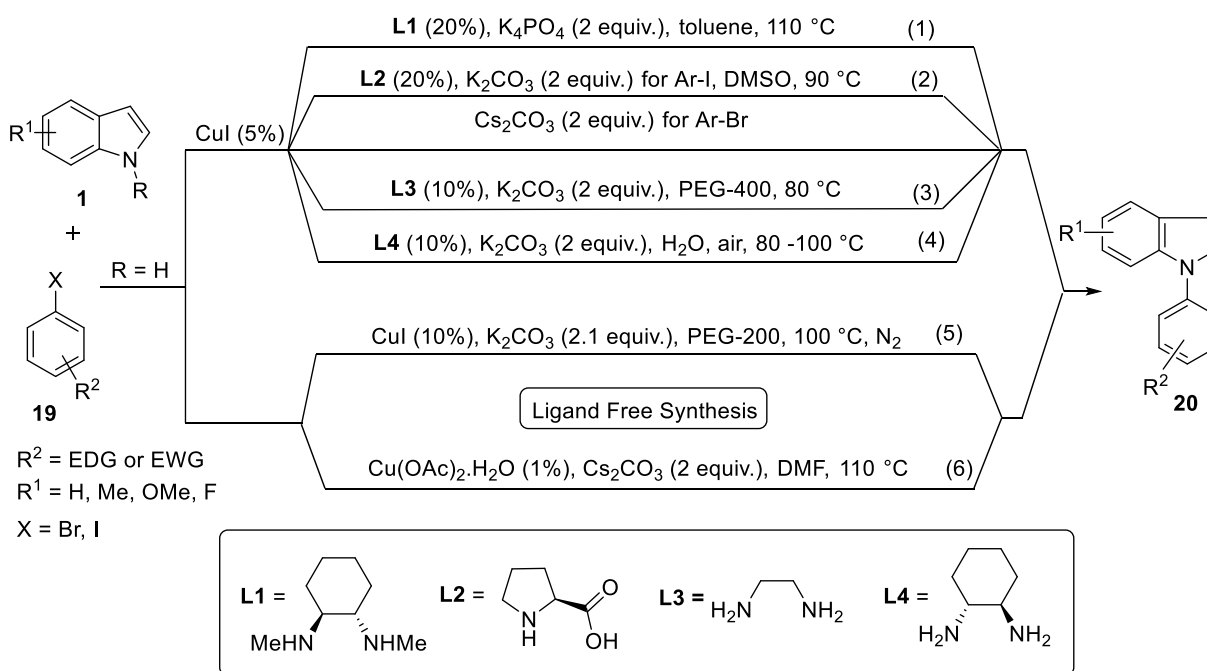 L1 (20%), K₄PO₄ (2 equiv.), toluene, 110 °C (1)
L2 (20%), K₂CO₃ (2 equiv.) for Ar-I, DMSO, 90 °C (2)
Cs₂CO₃ (2 equiv.) for Ar-Br
CuI (5%)
L3 (10%), K₂CO₃ (2 equiv.), PEG-400, 80 °C (3)
L4 (10%), K₂CO₃ (2 equiv.), H₂O, air, 80 -100 °C (4)
R¹
N
R
1
+
X
R²
19
R = H
CuI (10%), K₂CO₃ (2.1 equiv.), PEG-200, 100 °C, N₂ (5)
Ligand Free Synthesis
Cu(OAc)₂.H₂O (1%), Cs₂CO₃ (2 equiv.), DMF, 110 °C (6)
R¹
N
R²
20
R² = EDG or EWG
R¹ = H, Me, OMe, F
X = Br, I
L1 =
MeHN NHMe
L2 =
N
H
O
OH
L3 =
H₂N NH₂
L4 =
H₂N NH₂